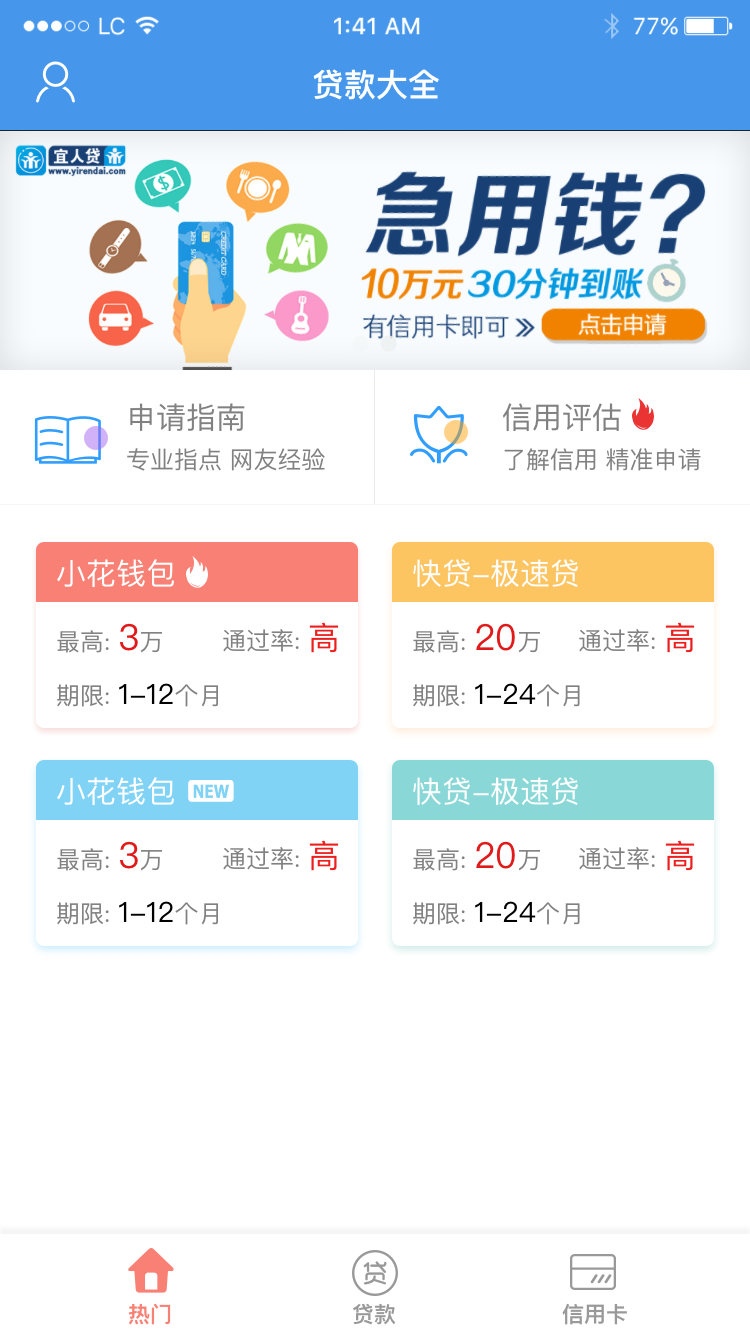 LC
1:41 AM
77%
贷款大全
宜人贷
www.yirendai.com
急用钱?
10万元30分钟到账
有信用卡即可
点击申请
CREDIT CARD
申请指南
专业指点 网友经验
信用评估
了解信用 精准申请
小花钱包
最高: 3万
通过率: 高
期限: 1–12个月
快贷–极速贷
最高: 20万
通过率: 高
期限: 1–24个月
小花钱包 NEW
最高: 3万
通过率: 高
期限: 1–12个月
快贷–极速贷
最高: 20万
通过率: 高
期限: 1–24个月
热门
贷
贷款
信用卡